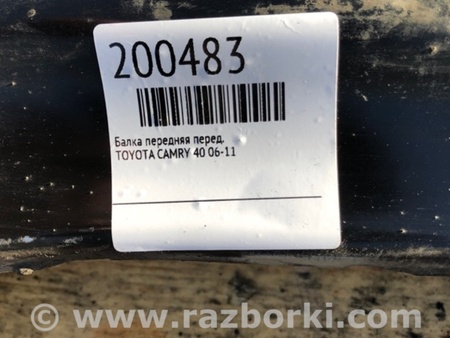 200483
Балка передняя перед.
TOYOTA CAMRY 40 06-11
© www.razborki.com